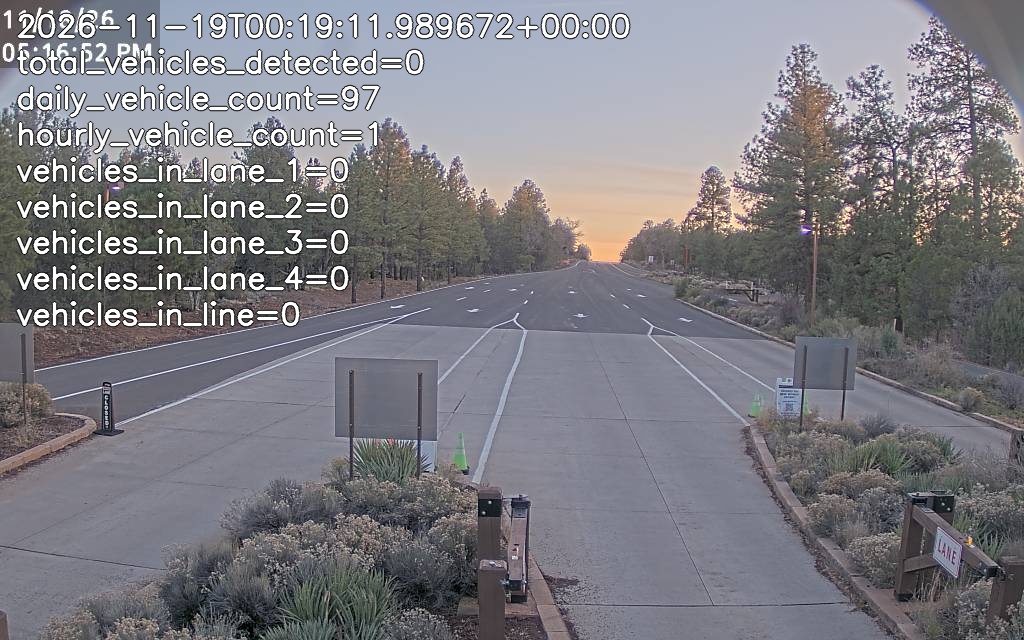 2026-11-19T00:19:11.989672+00:00
05:16:52 PM
total_vehicles_detected=0
daily_vehicle_count=97
hourly_vehicle_count=1
vehicles_in_lane_1=0
vehicles_in_lane_2=0
vehicles_in_lane_3=0
vehicles_in_lane_4=0
vehicles_in_line=0
CLOSED
LANE